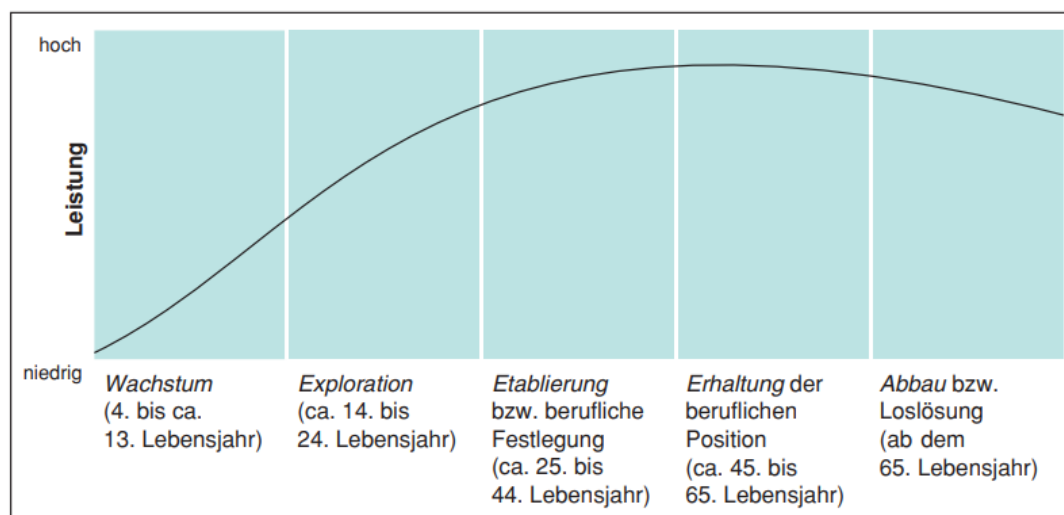 hoch
Leistung
niedrig
Wachstum
(4. bis ca.
13. Lebensjahr)
Exploration
(ca. 14. bis
24. Lebensjahr)
Etablierung
bzw. berufliche
Festlegung
(ca. 25. bis
44. Lebensjahr)
Erhaltung der
beruflichen
Position
(ca. 45. bis
65. Lebensjahr)
Abbau bzw.
Loslösung
(ab dem
65. Lebensjahr)